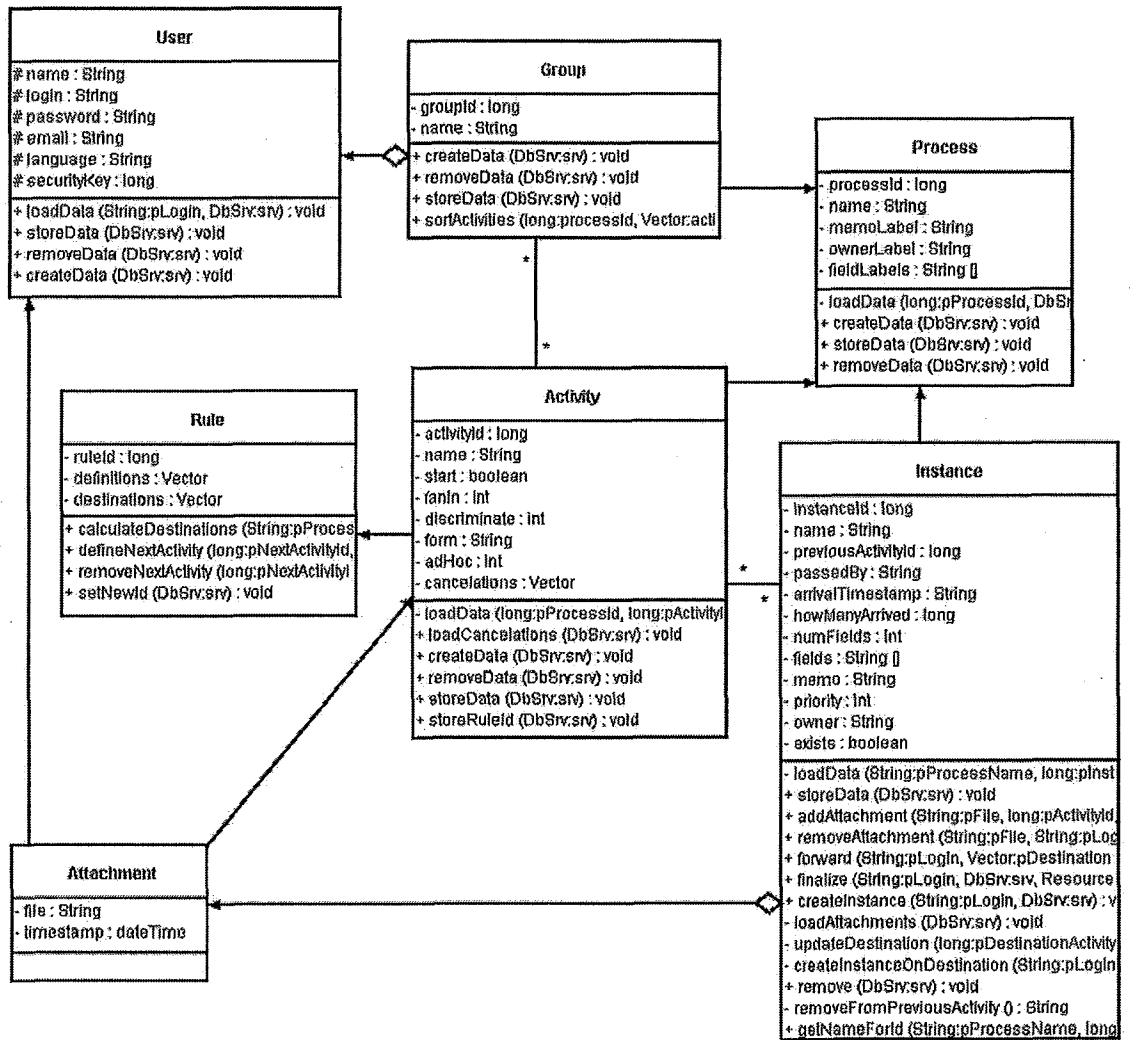 User
# name : String
# login : String
# password : String
# email : String
# language : String
# securityKey : long
+ loadData (String:pLogin, DbSrv:srv) : void
+ storeData (DbSrv:srv) : void
+ removeData (DbSrv:srv) : void
+ createData (DbSrv:srv) : void
Group
- groupId : long
- name : String
+ createData (DbSrv:srv) : void
+ removeData (DbSrv:srv) : void
+ storeData (DbSrv:srv) : void
+ sortActivities (long:processId, Vector:acti
Process
- processId : long
- name : String
- memoLabel : String
- ownerLabel : String
- fieldLabels : String []
- loadData (long:pProcessId, DbSr
+ createData (DbSrv:srv) : void
+ storeData (DbSrv:srv) : void
+ removeData (DbSrv:srv) : void
*
*
Rule
- ruleId : long
- definitions : Vector
- destinations : Vector
+ calculateDestinations (String:pProces
+ defineNextActivity (long:pNextActivityId,
+ removeNextActivity (long:pNextActivityI
+ setNewId (DbSrv:srv) : void
Activity
- activityId : long
- name : String
- start : boolean
- fanIn : int
- discriminate : int
- form : String
- adHoc : int
- cancelations : Vector
- loadData (long:pProcessId, long:pActivityI
+ loadCancelations (DbSrv:srv) : void
+ createData (DbSrv:srv) : void
+ removeData (DbSrv:srv) : void
+ storeData (DbSrv:srv) : void
+ storeRuleId (DbSrv:srv) : void
*
*
Instance
- instanceId : long
- name : String
- previousActivityId : long
- passedBy : String
- arrivalTimestamp : String
- howManyArrived : long
- numFields : int
- fields : String []
- memo : String
- priority : int
- owner : String
- exists : boolean
- loadData (String:pProcessName, long:pInst
+ storeData (DbSrv:srv) : void
+ addAttachment (String:pFile, long:pActivityId,
+ removeAttachment (String:pFile, String:pLog
+ forward (String:pLogin, Vector:pDestination
+ finalize (String:pLogin, DbSrv:srv, Resource
+ createInstance (String:pLogin, DbSrv:srv) : v
- loadAttachments (DbSrv:srv) : void
- updateDestination (long:pDestinationActivity
- createInstanceOnDestination (String:pLogin
+ remove (DbSrv:srv) : void
- removeFromPreviousActivity () : String
+ getNameForId (String:pProcessName, long
Attachment
- file : String
- timestamp : dateTime